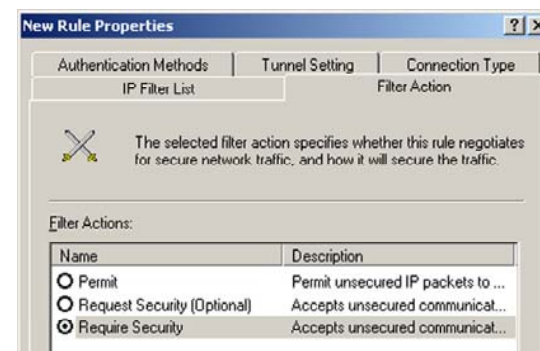 New Rule Properties ? X
Authentication Methods Tunnel Setting Connection Type
IP Filter List Filter Action
The selected filter action specifies whether this rule negotiates
for secure network traffic, and how it will secure the traffic.
Filter Actions:
Name Description
Permit Permit unsecured IP packets to ...
Request Security (Optional) Accepts unsecured communicat...
Require Security Accepts unsecured communicat...